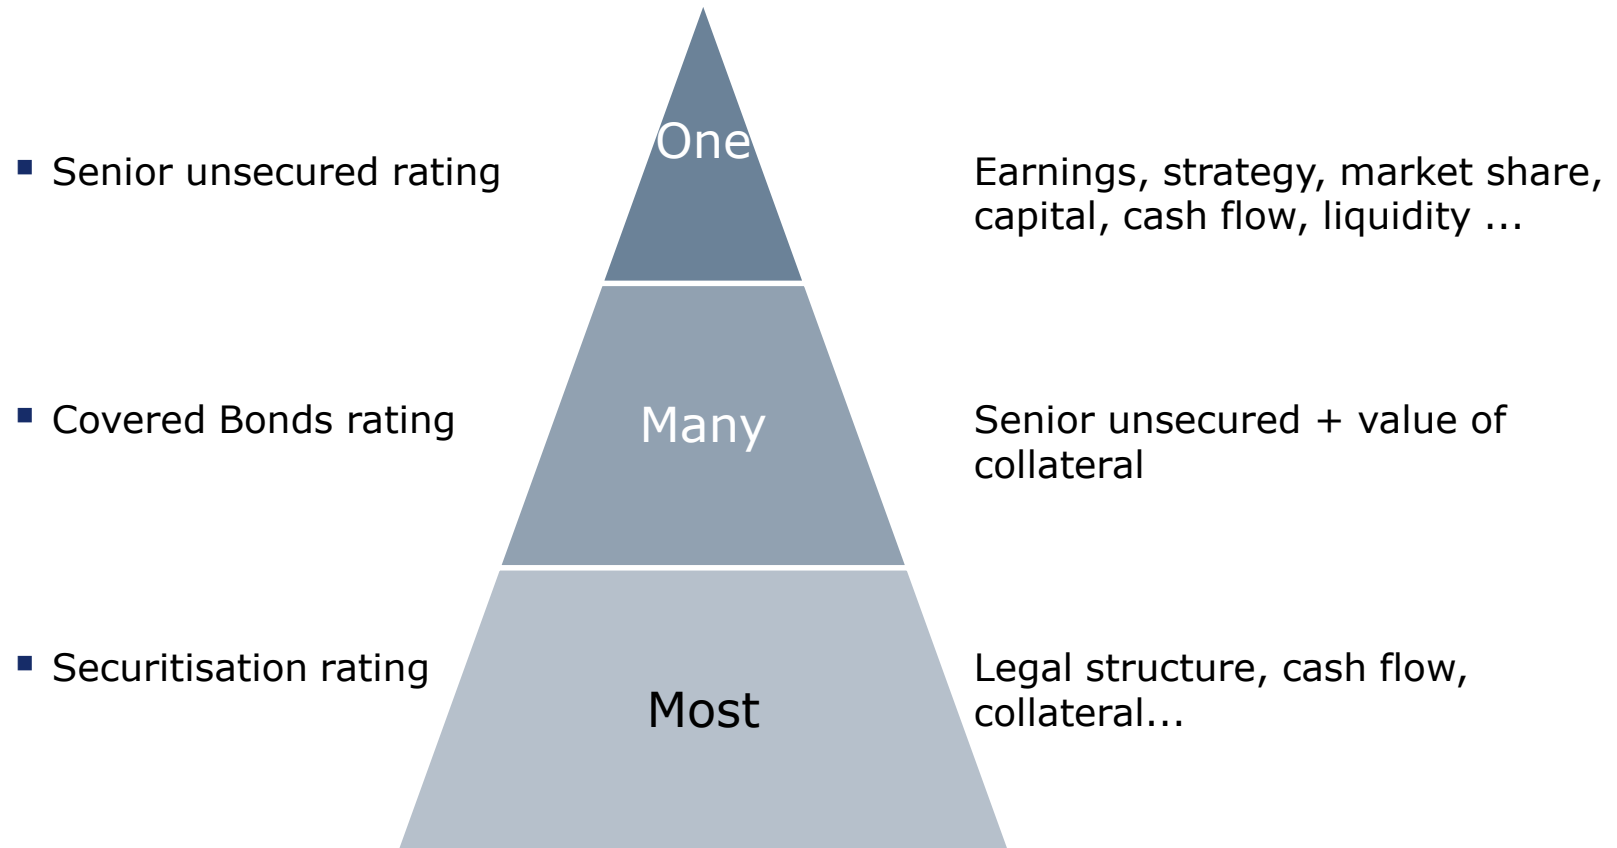 One
▪ Senior unsecured rating
Earnings, strategy, market share,
capital, cash flow, liquidity …
▪ Covered Bonds rating
Many
Senior unsecured + value of
collateral
▪ Securitisation rating
Most
Legal structure, cash flow,
collateral…